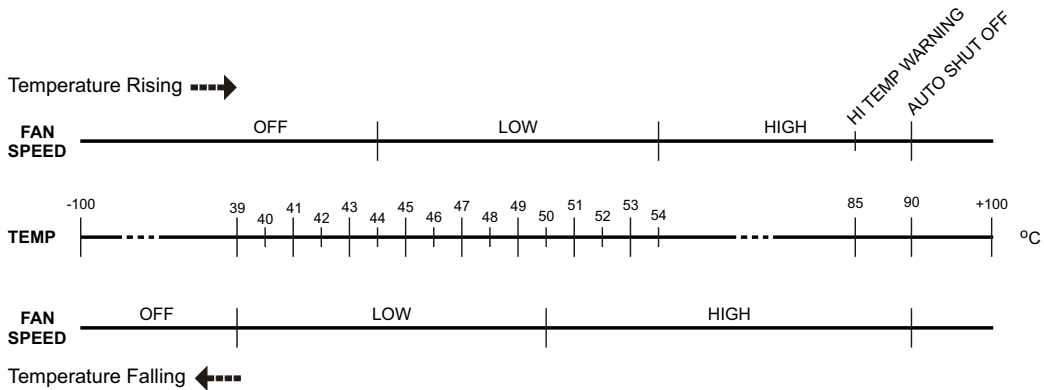 HI TEMP WARNING
AUTO SHUT OFF
Temperature Rising
FAN SPEED
OFF
LOW
HIGH
-100
39
40
41
42
43
44
45
46
47
48
49
50
51
52
53
54
85
90
+100
TEMP
ºC
FAN SPEED
OFF
LOW
HIGH
Temperature Falling